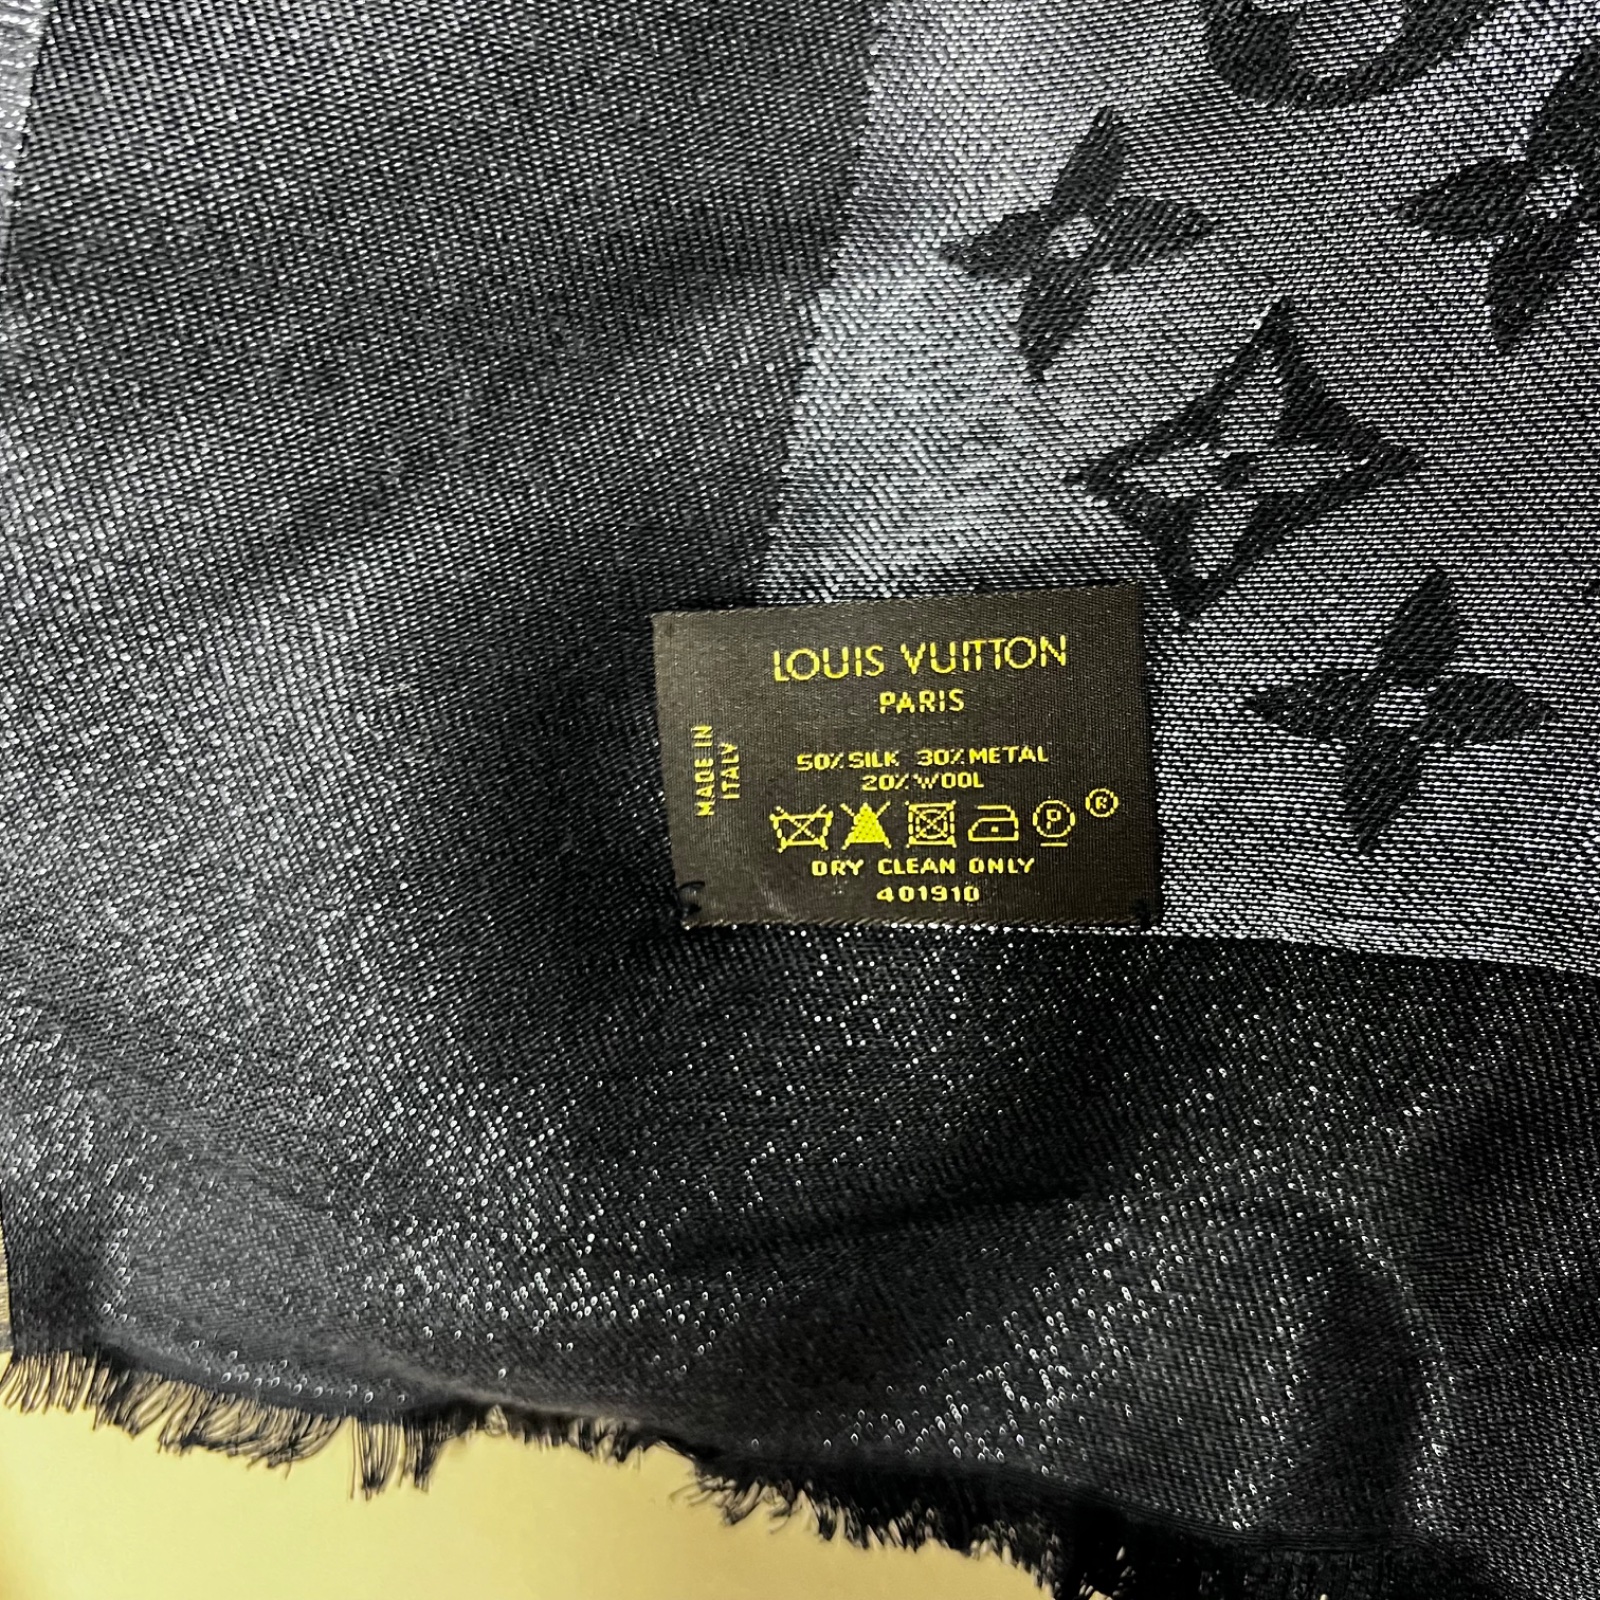 LOUIS VUITTON
PARIS
MADE IN
ITALY
50% SILK 30% METAL
20% WOOL
P ®
DRY CLEAN ONLY
401910